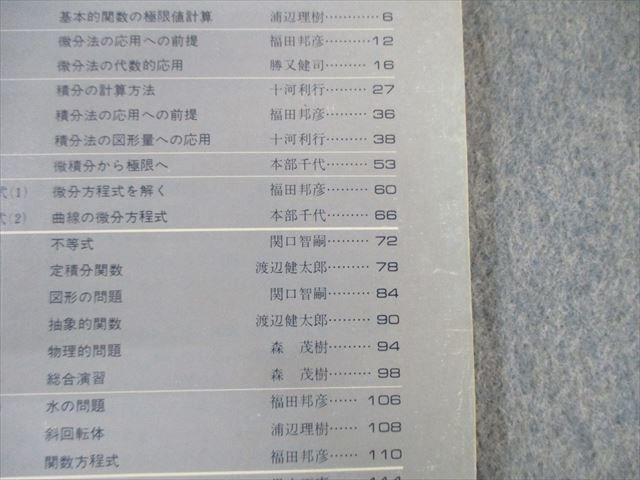 基本的関数の極限値計算 浦辺理樹…………6
微分法の応用への前提 福田邦彦………12
微分法の代数的応用 勝又健司……… 16
積分の計算方法 十河利行……… 27
積分法の応用への前提 福田邦彦……… 36
積分法の図形量への応用 十河利行……… 38
微積分から極限へ 本部千代……… 53
式(1) 微分方程式を解く 福田邦彦……… 60
式(2) 曲線の微分方程式 本部千代……… 66
不等式 関口智嗣……… 72
定積分関数 渡辺健太郎……… 78
図形の問題 関口智嗣……… 84
抽象的関数 渡辺健太郎……… 90
物理的問題 森 茂樹……… 94
総合演習 森 茂樹……… 98
水の問題 福田邦彦…… 106
斜回転体 浦辺理樹…… 108
関数方程式 福田邦彦…… 110